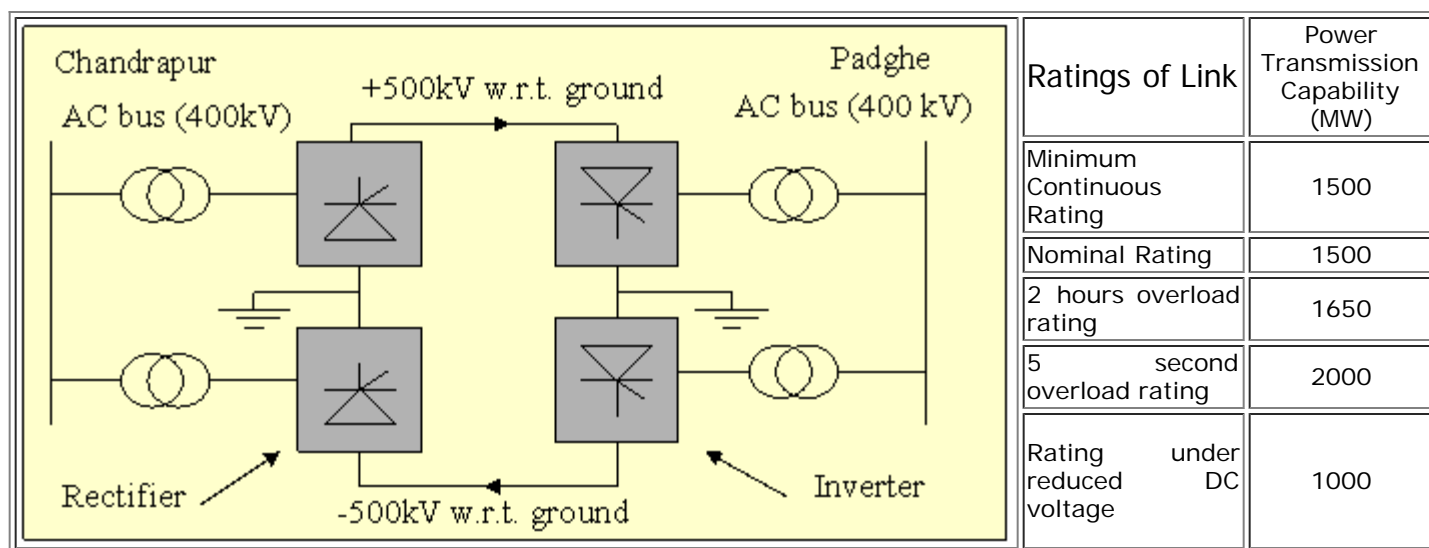 Chandrapur
AC bus (400kV)
+500kV w.r.t. ground
Padghe
AC bus (400 kV)
Rectifier
-500kV w.r.t. ground
Inverter
Ratings of Link
Power
Transmission
Capability
(MW)
Minimum
Continuous
Rating
1500
Nominal Rating
1500
2 hours overload
rating
1650
5 second
overload rating
2000
Rating under
reduced DC
voltage
1000